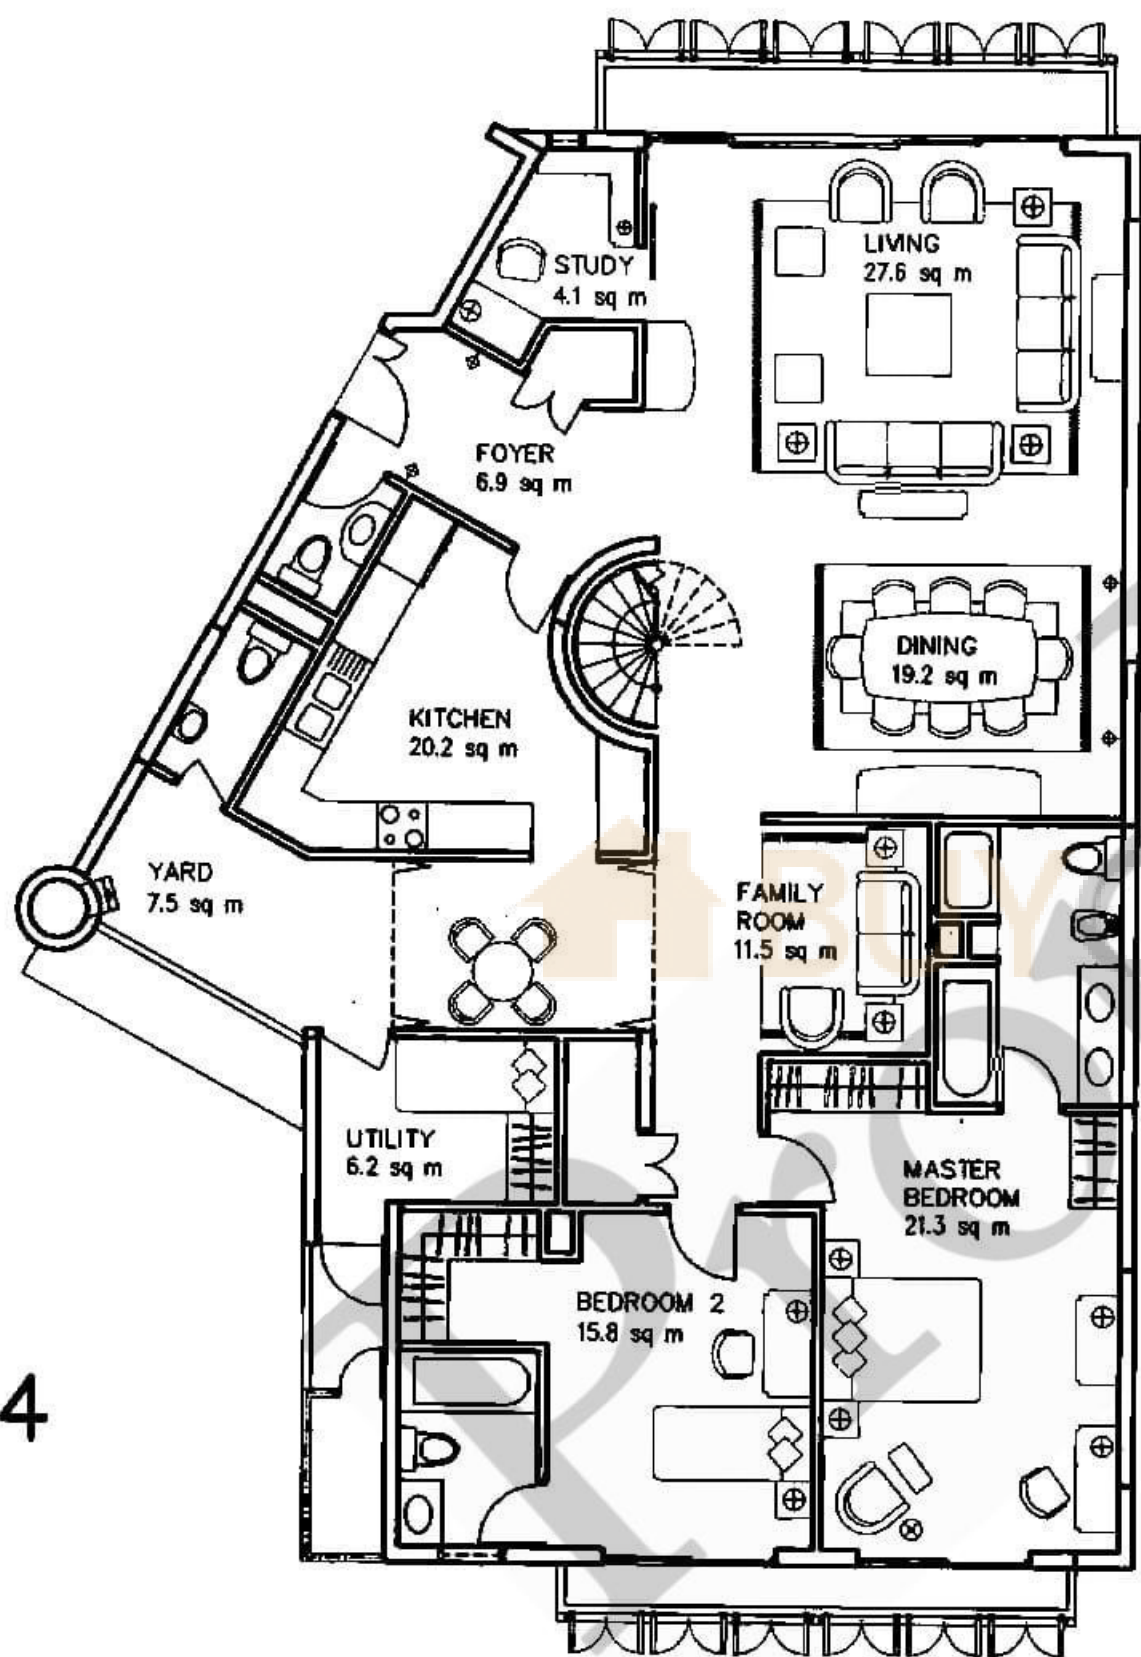 LIVING
27.6 sq m
STUDY
4.1 sq m
FOYER
6.9 sq m
DINING
19.2 sq m
KITCHEN
20.2 sq m
YARD
7.5 sq m
FAMILY
ROOM
11.5 sq m
BUY
UTILITY
6.2 sq m
MASTER
BEDROOM
21.3 sq m
BEDROOM 2
15.8 sq m
4